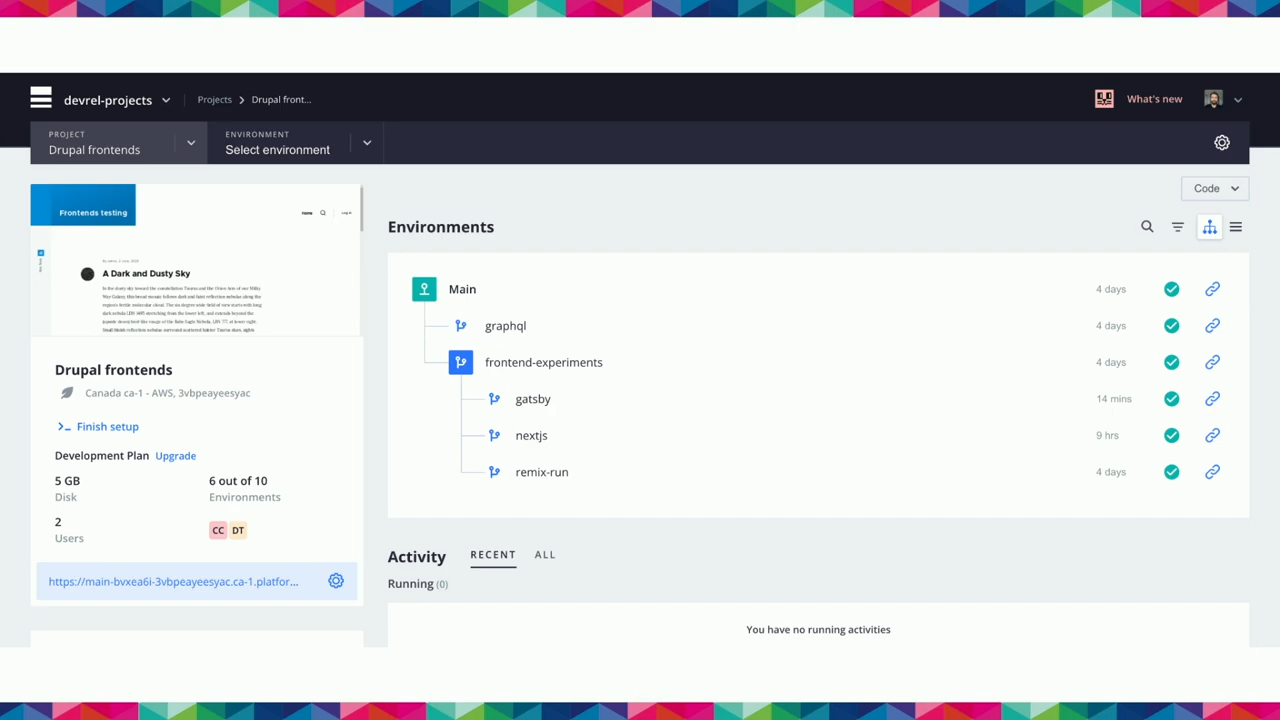 devrel-projects
Projects > Drupal front...
What's new
PROJECT
Drupal frontends
ENVIRONMENT
Select environment
Frontends testing
Home
Log in
A Dark and Dusty Sky
Code
Environments
Main 4 days
graphql 4 days
frontend-experiments 4 days
gatsby 14 mins
nextjs 9 hrs
remix-run 4 days
Drupal frontends
Canada ca-1 - AWS, 3vbpeayeesyac
Finish setup
Development Plan Upgrade
5 GB
Disk
6 out of 10
Environments
2
Users
CC DT
https://main-bvxea6i-3vbpeayeesyac.ca-1.platfor...
Activity RECENT ALL
Running (0)
You have no running activities